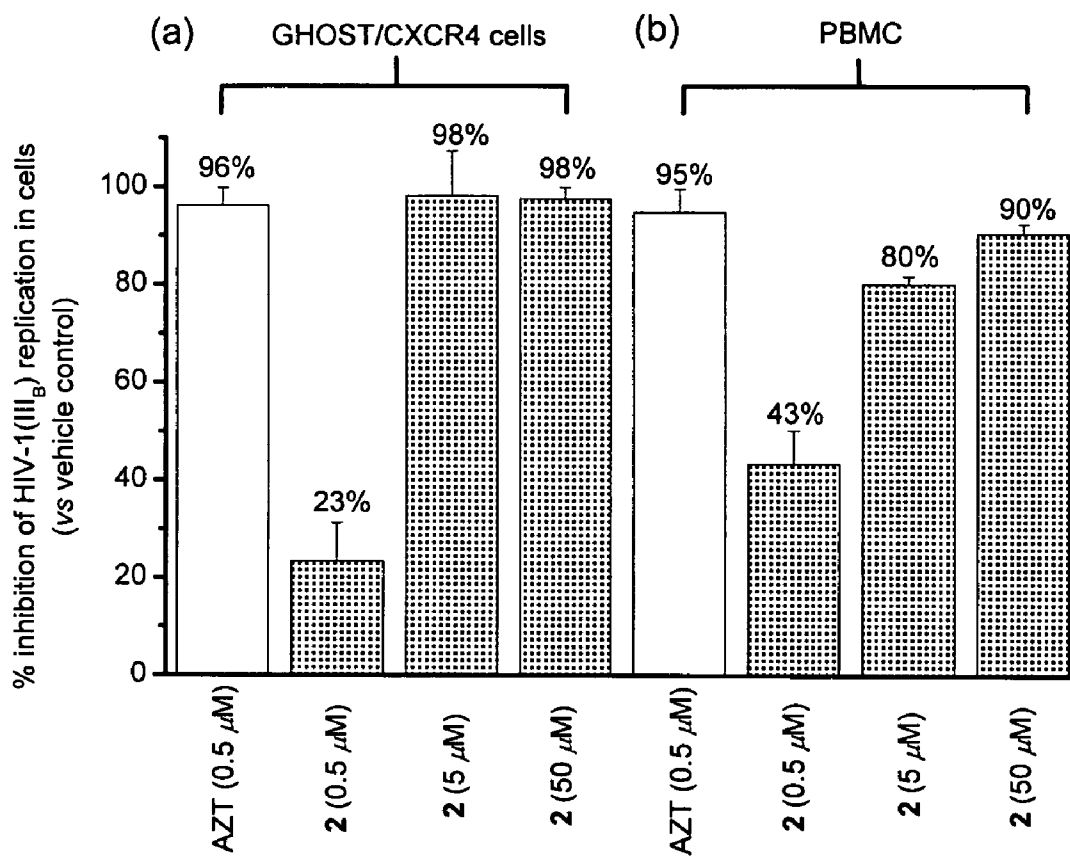 (a) GHOST/CXCR4 cells (b) PBMC
% inhibition of HIV-1(III_B) replication in cells
(vs vehicle control)
100
80
60
40
20
0
96%
23%
98%
98%
95%
43%
80%
90%
AZT (0.5 μM)
2 (0.5 μM)
2 (5 μM)
2 (50 μM)
AZT (0.5 μM)
2 (0.5 μM)
2 (5 μM)
2 (50 μM)